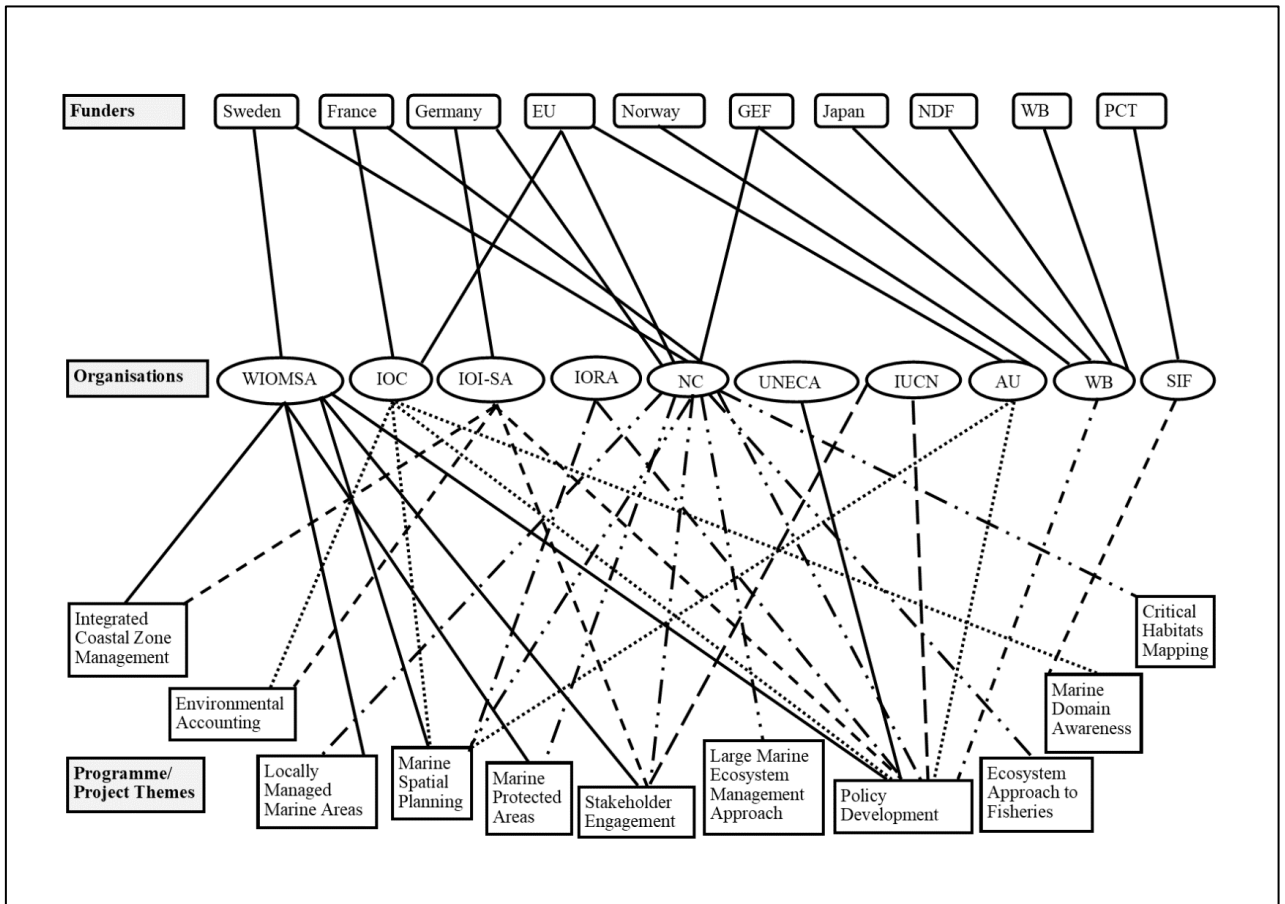 Funders
Sweden
France
Germany
EU
Norway
GEF
Japan
NDF
WB
PCT
Organisations
WIOMSA
IOC
IOI-SA
IORA
NC
UNECA
IUCN
AU
WB
SIF
Integrated
Coastal Zone
Management
Environmental
Accounting
Programme/
Project Themes
Locally
Managed
Marine Areas
Marine
Spatial
Planning
Marine
Protected
Areas
Stakeholder
Engagement
Large Marine
Ecosystem
Management
Approach
Policy
Development
Ecosystem
Approach to
Fisheries
Marine
Domain
Awareness
Critical
Habitats
Mapping